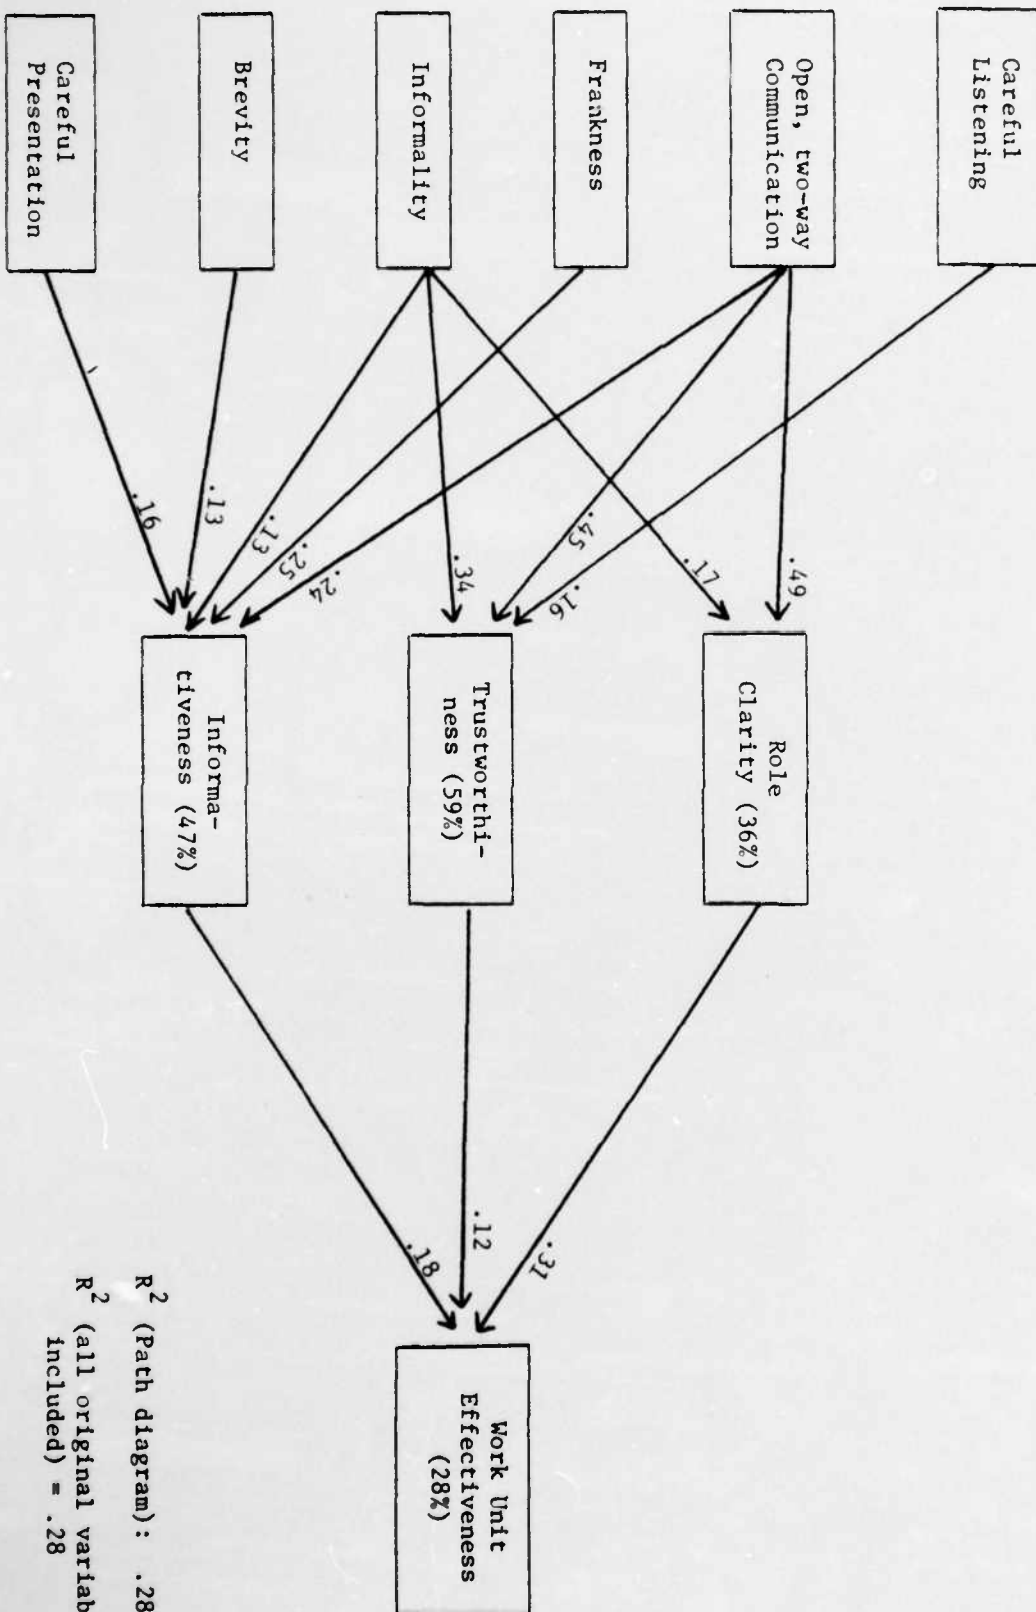 Careful
Listening
Open, two-way
Communication
Frankness
Informality
Brevity
Careful
Presentation
.49
.17
.16
.45
.34
.24
.25
.13
.13
.16
Role
Clarity (36%)
Trustworthi-
ness (59%)
Informa-
tiveness (47%)
.31
.12
.18
Work Unit
Effectiveness
(28%)
R² (Path diagram): .28
R² (all original variab
included) = .28